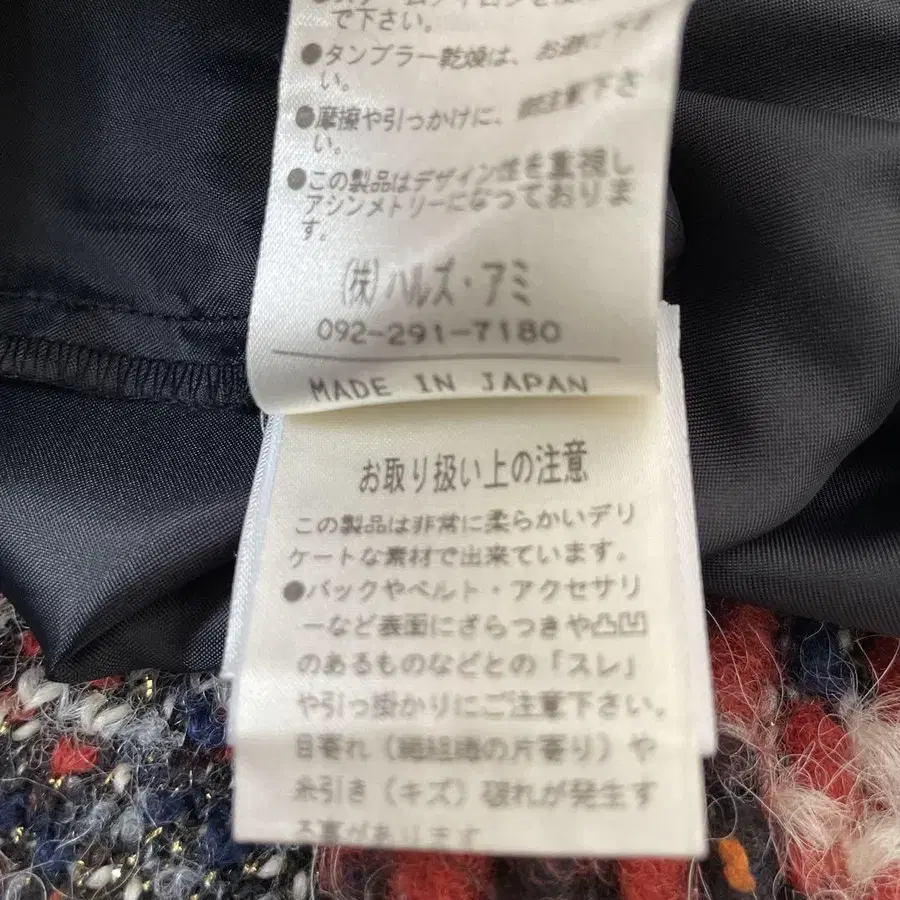 で下さい。
●タンブラー乾燥は、お避け下さ
い。
●摩擦や引っかけに、御注意下さ
い。
●この製品はデザイン性を重視し
アシンメトリーになっておりま
す。
(株)ハルズ・アミ
092-291-7180
MADE IN JAPAN
お取り扱い上の注意
この製品は非常に柔らかいデリ
ケートな素材で出来ています。
●バックやベルト・アクセサリ
ーなど表面にざらつきや凸凹
のあるものなどとの「スレ」
や引っ掛かりにご注意下さい。
目寄れ(織組織の片寄り)や
糸引き(キズ)破れが発生す
る事があります